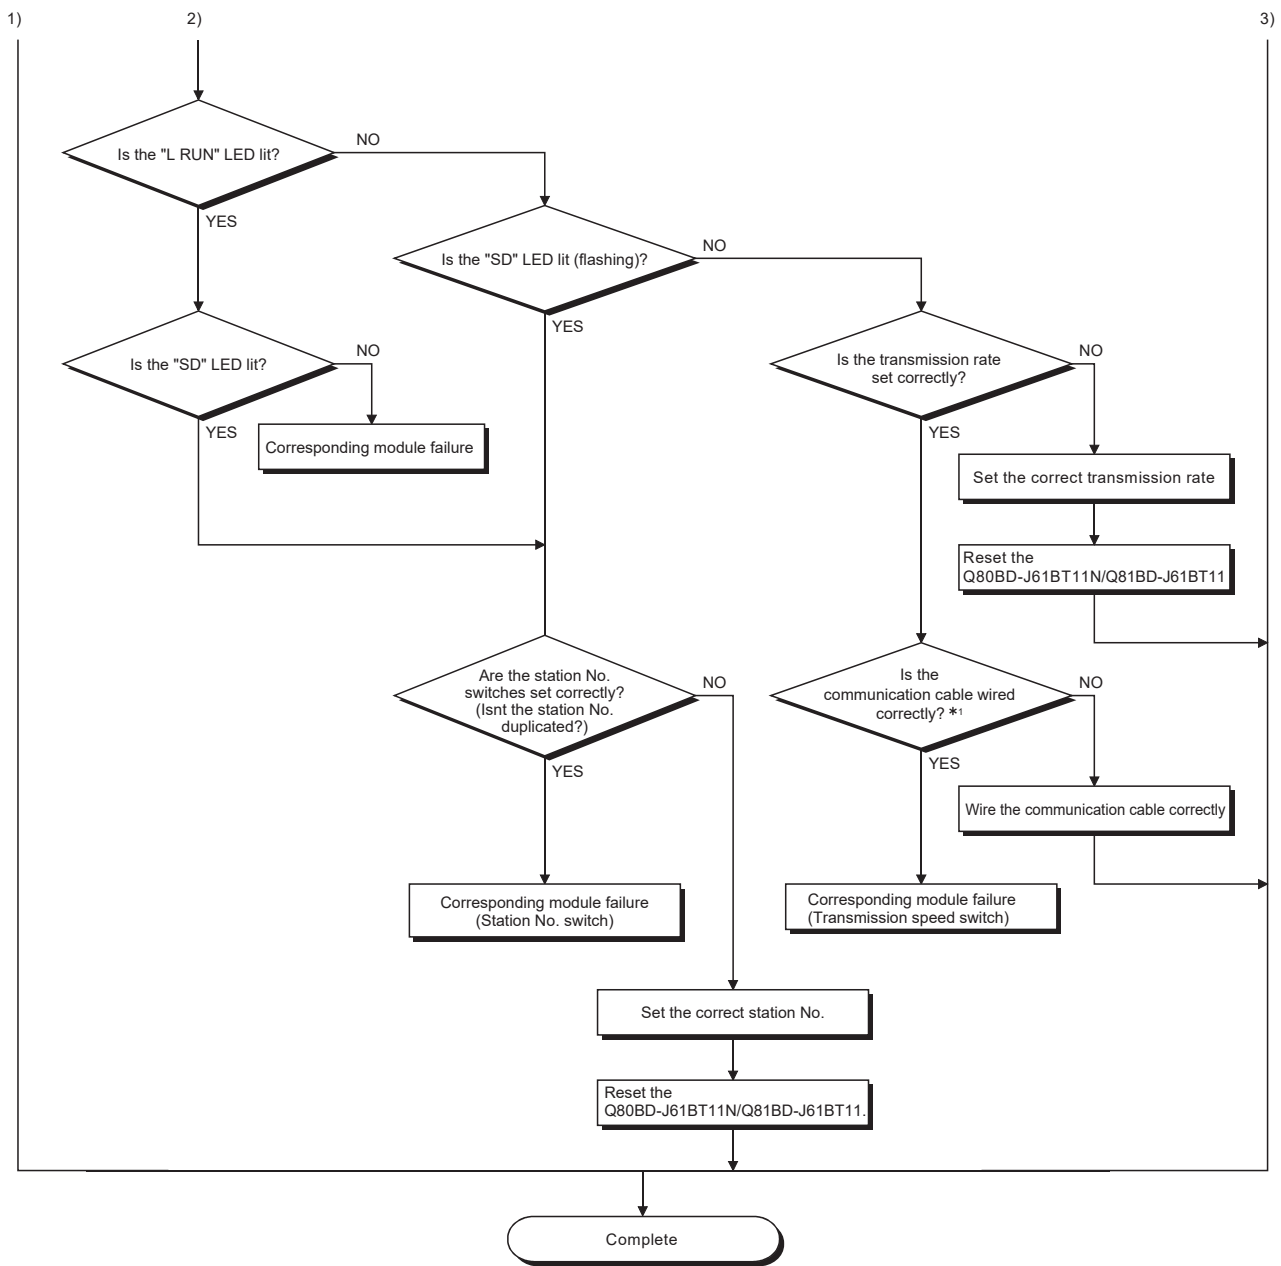 1)
2)
3)
Is the "L RUN" LED lit?
NO
YES
Is the "SD" LED lit (flashing)?
NO
YES
Is the "SD" LED lit?
NO
YES
Corresponding module failure
Is the transmission rate
set correctly?
NO
YES
Set the correct transmission rate
Reset the
Q80BD-J61BT11N/Q81BD-J61BT11
Are the station No.
switches set correctly?
(Isnt the station No.
duplicated?)
NO
YES
Is the
communication cable wired
correctly? *1
NO
YES
Wire the communication cable correctly
Corresponding module failure
(Station No. switch)
Corresponding module failure
(Transmission speed switch)
Set the correct station No.
Reset the
Q80BD-J61BT11N/Q81BD-J61BT11.
Complete